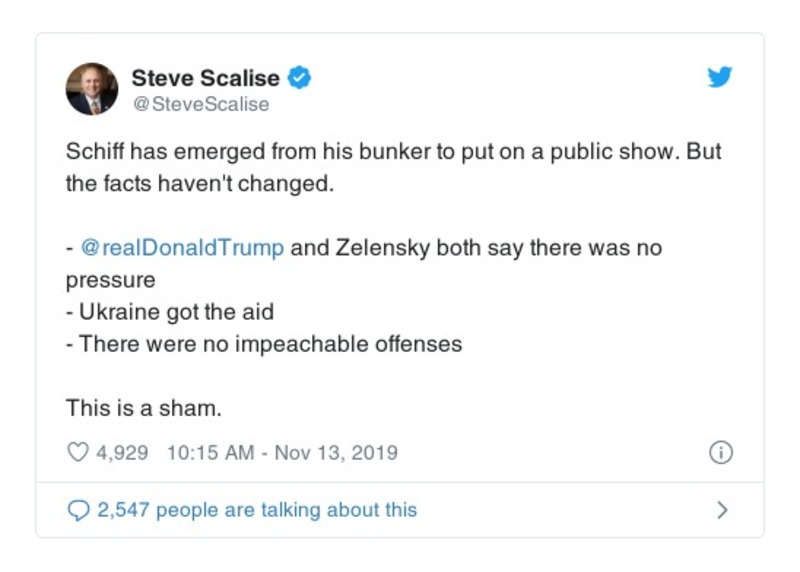 Steve Scalise
@SteveScalise
Schiff has emerged from his bunker to put on a public show. But
the facts haven't changed.
- @realDonaldTrump and Zelensky both say there was no
pressure
- Ukraine got the aid
- There were no impeachable offenses
This is a sham.
4,929 10:15 AM - Nov 13, 2019
2,547 people are talking about this